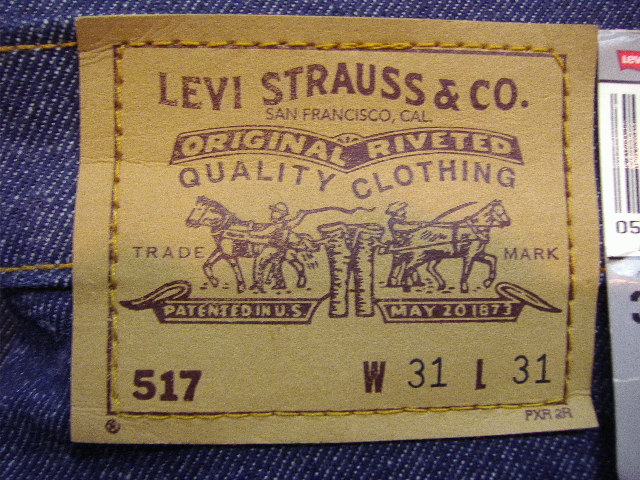 LEVI STRAUSS & CO.
SAN FRANCISCO, CAL.
ORIGINAL RIVETED
QUALITY CLOTHING
TRADE MARK
PATENTED IN U.S. MAY 20 1873
517 W 31 L 31
PXR 2R
®
05